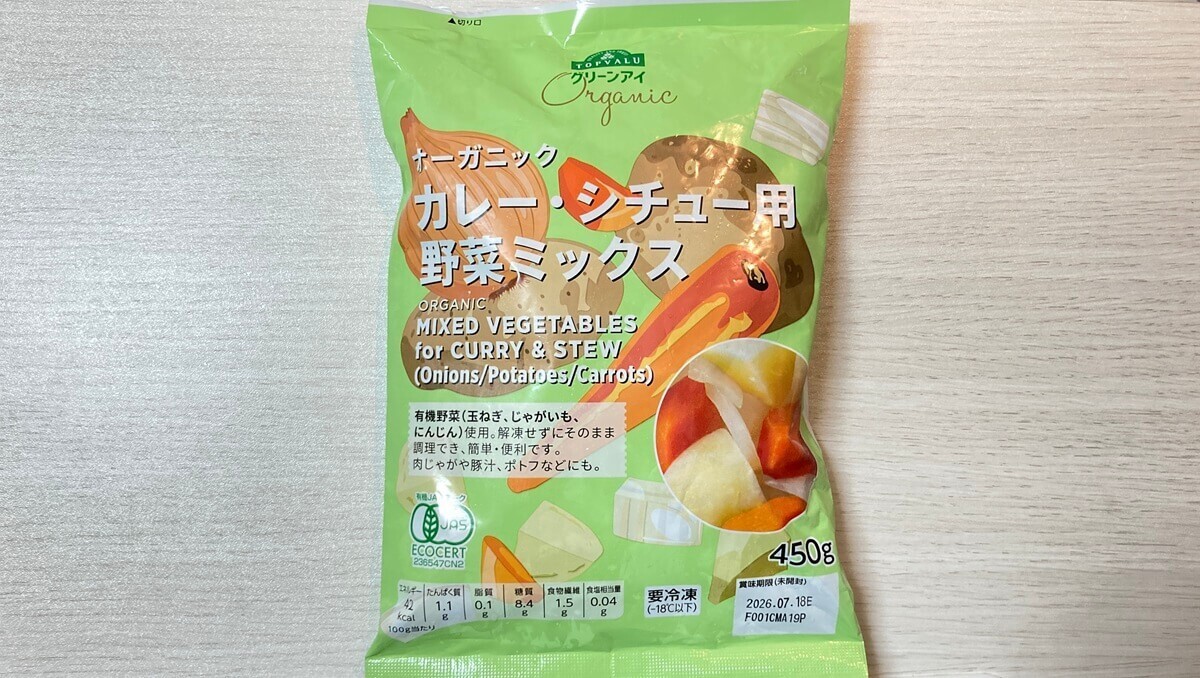 ▲切り口
TOPVALU
グリーンアイ
Organic
オーガニック
カレー・シチュー用
野菜ミックス
ORGANIC
MIXED VEGETABLES
for CURRY & STEW
(Onions/Potatoes/Carrots)
有機野菜(玉ねぎ、じゃがいも、
にんじん)使用。解凍せずにそのまま
調理でき、簡単・便利です。
肉じゃがや豚汁、ポトフなどにも。
有機JASマーク
JAS
ECOCERT
236547CN2
450g
エネルギー たんぱく質 脂質 糖質 食物繊維 食塩相当量
42 kcal 1.1 g 0.1 g 8.4 g 1.5 g 0.04 g
100g当たり
要冷凍
(-18℃以下)
賞味期限(未開封)
2026.07.18E
F001CMA19P